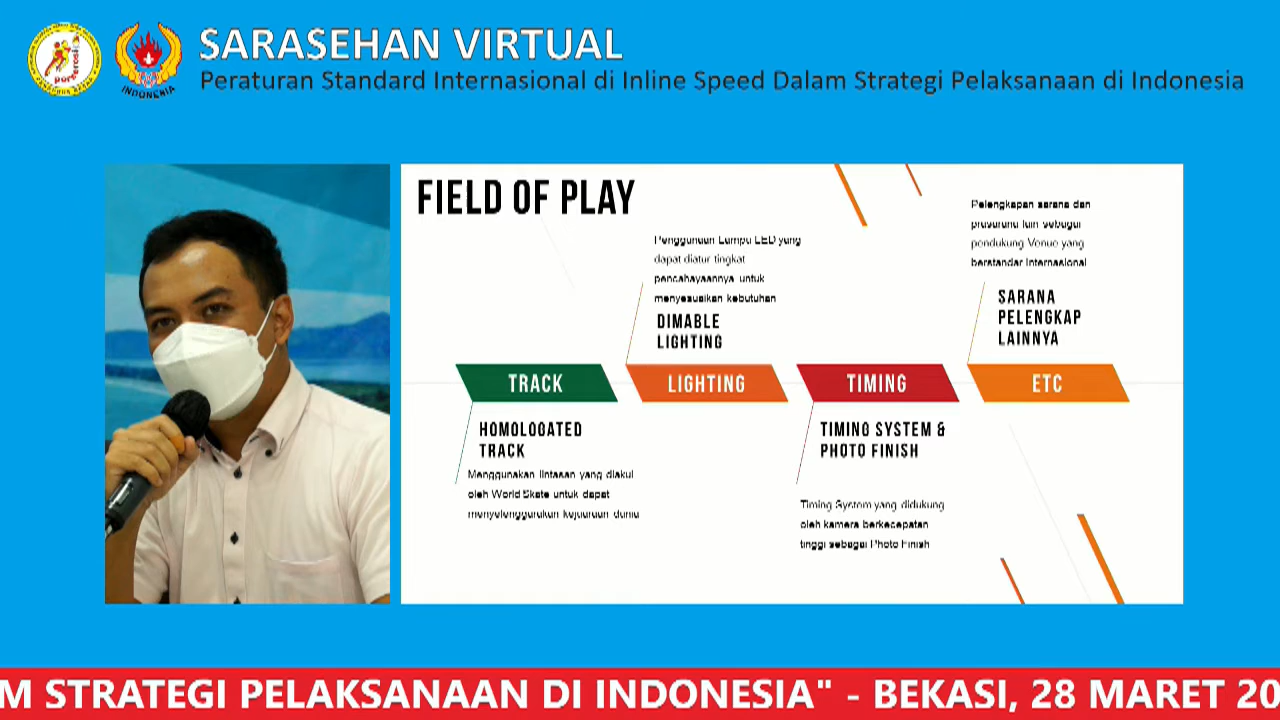 SARASEHAN VIRTUAL
Peraturan Standard Internasional di Inline Speed Dalam Strategi Pelaksanaan di Indonesia
INDONESIA
FIELD OF PLAY
Penggunaan Lampu LED yang
dapat diatur tingkat
pencahayaannya untuk
menyesuaikan kebutuhan
DIMABLE
LIGHTING
Pelengkapan sarana dan
prasarana lain sebagai
pendukung Venue yang
berstandar Internasional
SARANA
PELENGKAP
LAINNYA
TRACK
LIGHTING
TIMING
ETC
HOMOLOGATED
TRACK
Menggunakan lintasan yang diakui
oleh World Skate untuk dapat
menyelenggarakan kejuaraan dunia
TIMING SYSTEM &
PHOTO FINISH
Timing System yang didukung
oleh kamera berkecepatan
tinggi sebagai Photo Finish
M STRATEGI PELAKSANAAN DI INDONESIA" - BEKASI, 28 MARET 20